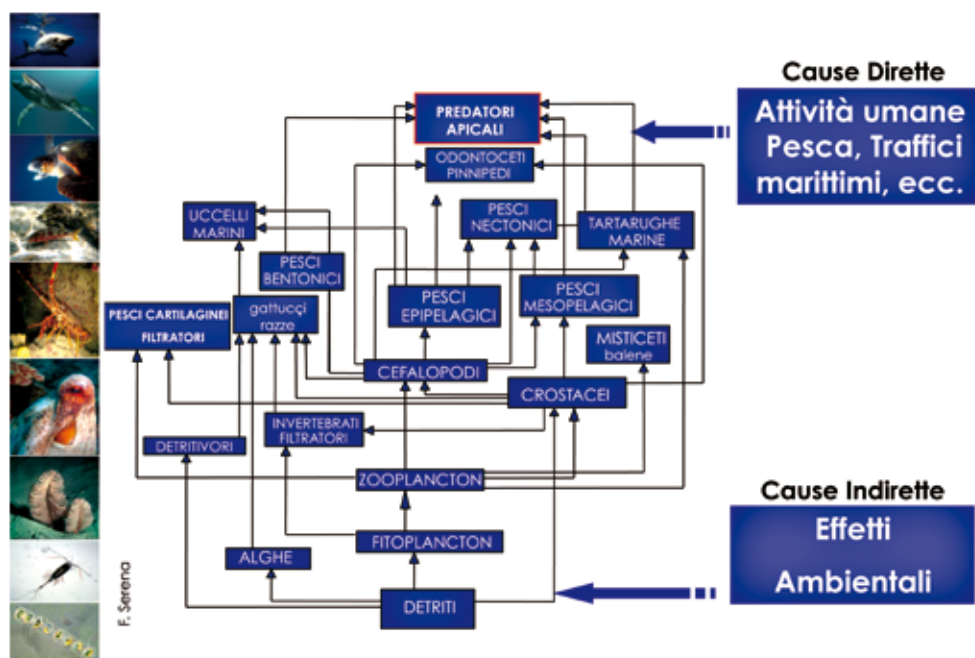 Cause Dirette
Attività umane
Pesca, Traffici
marittimi, ecc.
PREDATORI
APICALI
ODONTOCETI
PINNIPEDI
UCCELLI
MARINI
PESCI
NECTONICI
TARTARUGHE
MARINE
PESCI
BENTONICI
PESCI CARTILAGINEI
FILTRATORI
gattucci
razze
PESCI
EPIPELAGICI
PESCI
MESOPELAGICI
MISTICETI
balene
CEFALOPODI
CROSTACEI
DETRITIVORI
INVERTEBRATI
FILTRATORI
ZOOPLANCTON
Cause Indirette
Effetti
Ambientali
FITOPLANCTON
ALGHE
DETRITI
F. Serena